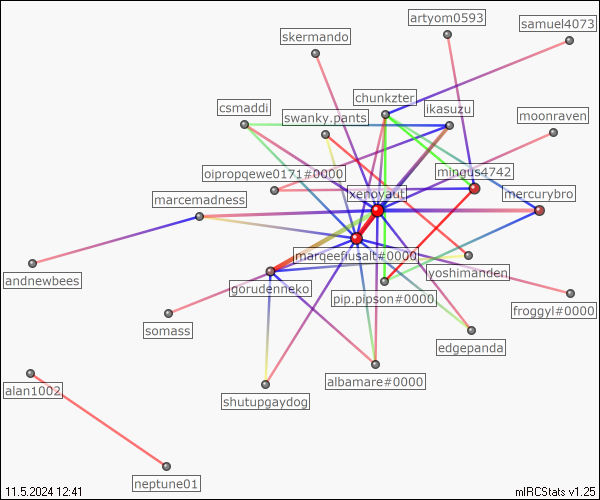 artyom0593
samuel4073
skermando
chunkzter
csmaddi
ikasuzu
swanky.pants
moonraven
oipropqewe0171#0000
mingus4742
xenoyaut
mercurybro
marcemadness
marqeefiusalt#0000
andnewbees
yoshimanden
gorudenneko
pip.pipson#0000
froggyl#0000
somass
edgepanda
albamare#0000
alan1002
shutupgaydog
neptune01
11.5.2024 12:41
mIRCStats v1.25